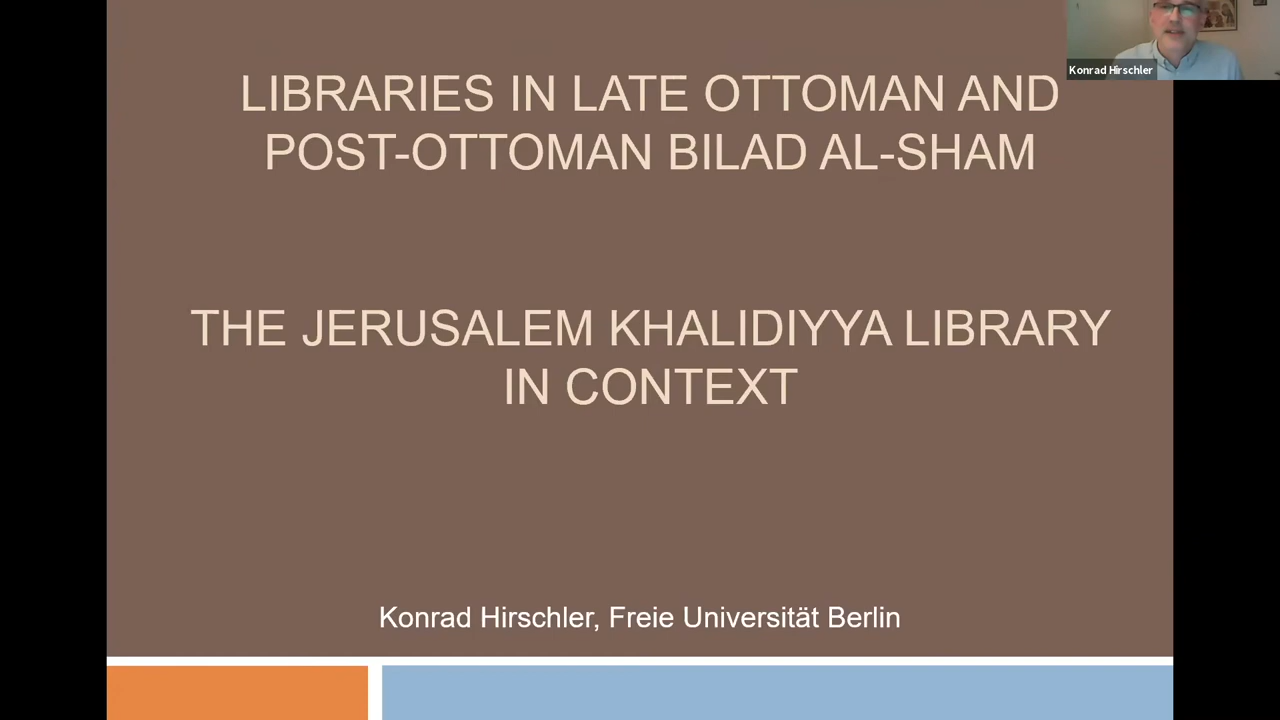 Konrad Hirschler
LIBRARIES IN LATE OTTOMAN AND
POST-OTTOMAN BILAD AL-SHAM
THE JERUSALEM KHALIDIYYA LIBRARY
IN CONTEXT
Konrad Hirschler, Freie Universität Berlin